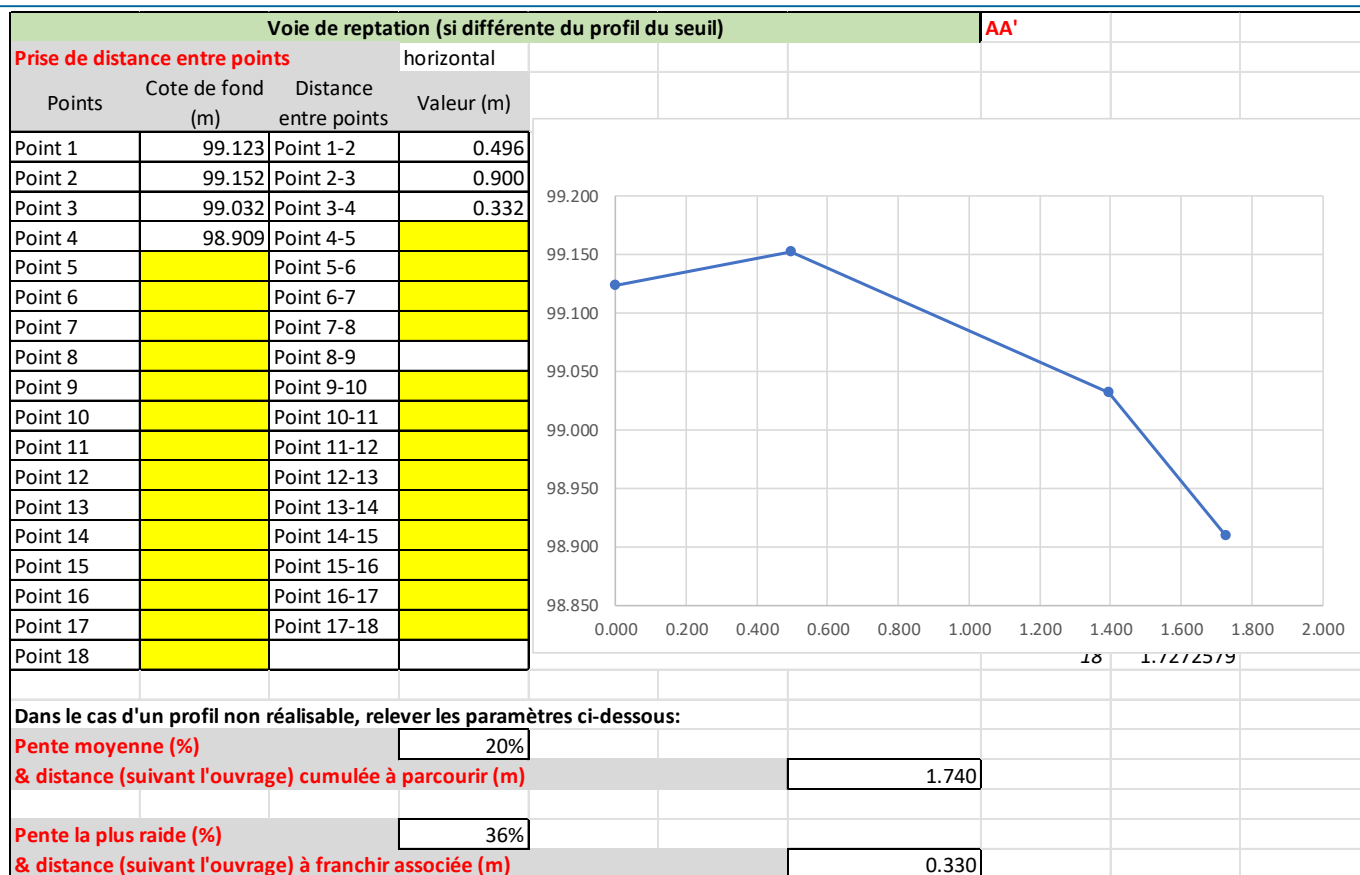 Voie de reptation (si différente du profil du seuil) AA'
Prise de distance entre points horizontal
Points Cote de fond (m) Distance entre points Valeur (m)
Point 1 99.123 Point 1-2 0.496
Point 2 99.152 Point 2-3 0.900
Point 3 99.032 Point 3-4 0.332
Point 4 98.909 Point 4-5
Point 5 Point 5-6
Point 6 Point 6-7
Point 7 Point 7-8
Point 8 Point 8-9
Point 9 Point 9-10
Point 10 Point 10-11
Point 11 Point 11-12
Point 12 Point 12-13
Point 13 Point 13-14
Point 14 Point 14-15
Point 15 Point 15-16
Point 16 Point 16-17
Point 17 Point 17-18
Point 18
99.200
99.150
99.100
99.050
99.000
98.950
98.900
98.850
0.000 0.200 0.400 0.600 0.800 1.000 1.200 1.400 1.600 1.800 2.000
18 1.7272579
Dans le cas d'un profil non réalisable, relever les paramètres ci-dessous:
Pente moyenne (%) 20%
& distance (suivant l'ouvrage) cumulée à parcourir (m) 1.740
Pente la plus raide (%) 36%
& distance (suivant l'ouvrage) à franchir associée (m) 0.330